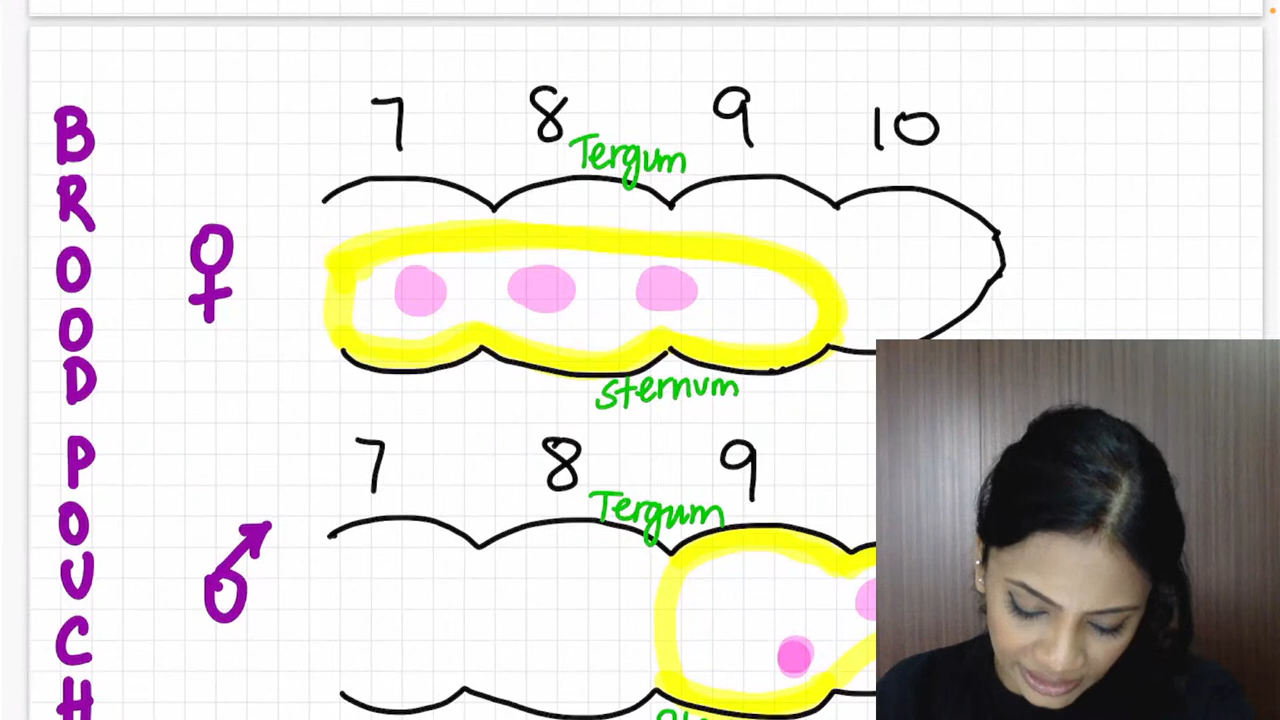 BROOD POUCH
7 8 9 10
Tergum
♀
sternum
7 8 9
Tergum
♂